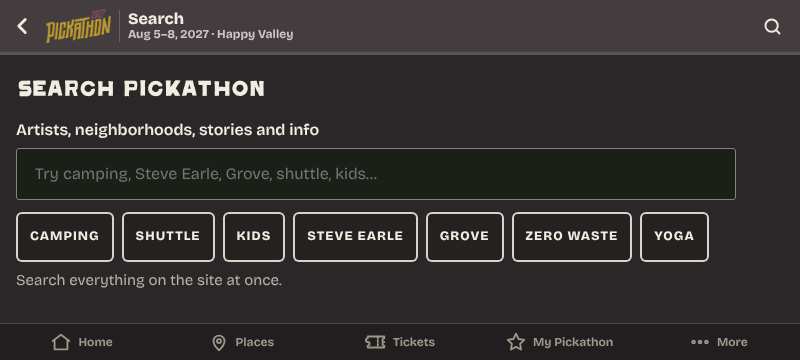 PICKATHON
Search
Aug 5–8, 2027 · Happy Valley
SEARCH PICKATHON
Artists, neighborhoods, stories and info
Try camping, Steve Earle, Grove, shuttle, kids...
CAMPING SHUTTLE KIDS STEVE EARLE GROVE ZERO WASTE YOGA
Search everything on the site at once.
Home Places Tickets My Pickathon More